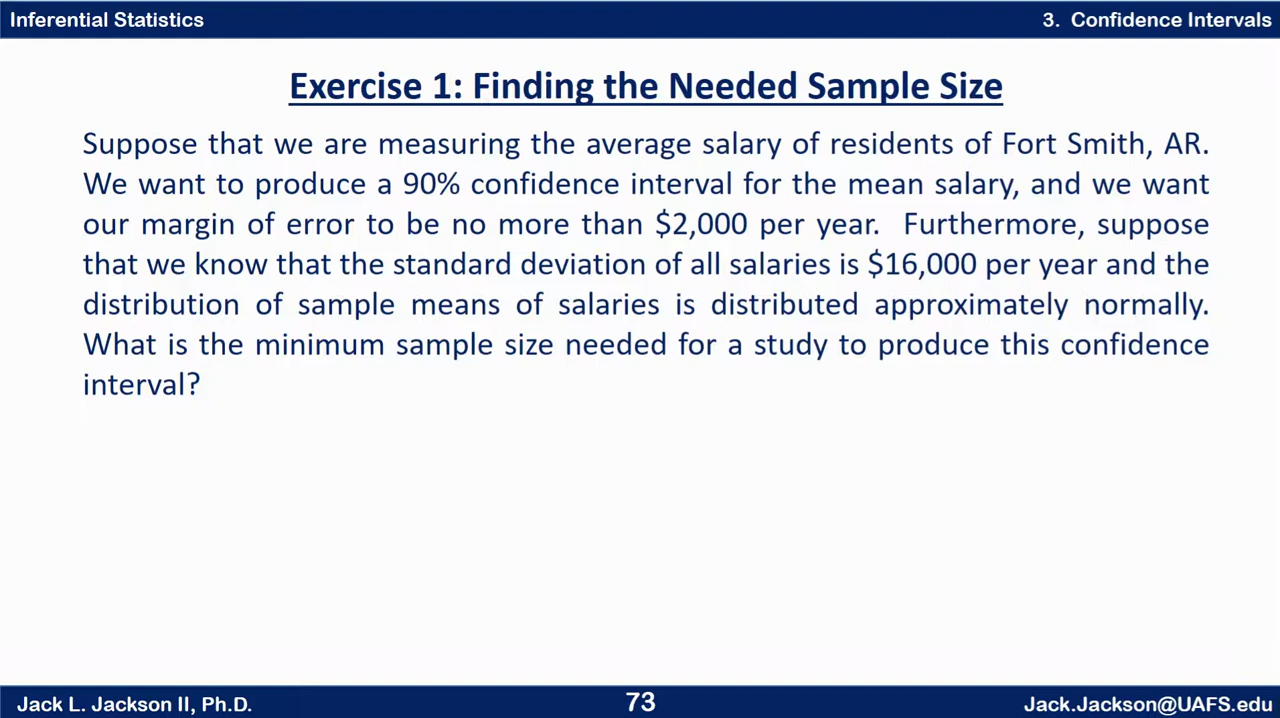 Inferential Statistics
3. Confidence Intervals
Exercise 1: Finding the Needed Sample Size
Suppose that we are measuring the average salary of residents of Fort Smith, AR.
We want to produce a 90% confidence interval for the mean salary, and we want
our margin of error to be no more than $2,000 per year. Furthermore, suppose
that we know that the standard deviation of all salaries is $16,000 per year and the
distribution of sample means of salaries is distributed approximately normally.
What is the minimum sample size needed for a study to produce this confidence
interval?
Jack L. Jackson II, Ph.D.
73
Jack.Jackson@UAFS.edu